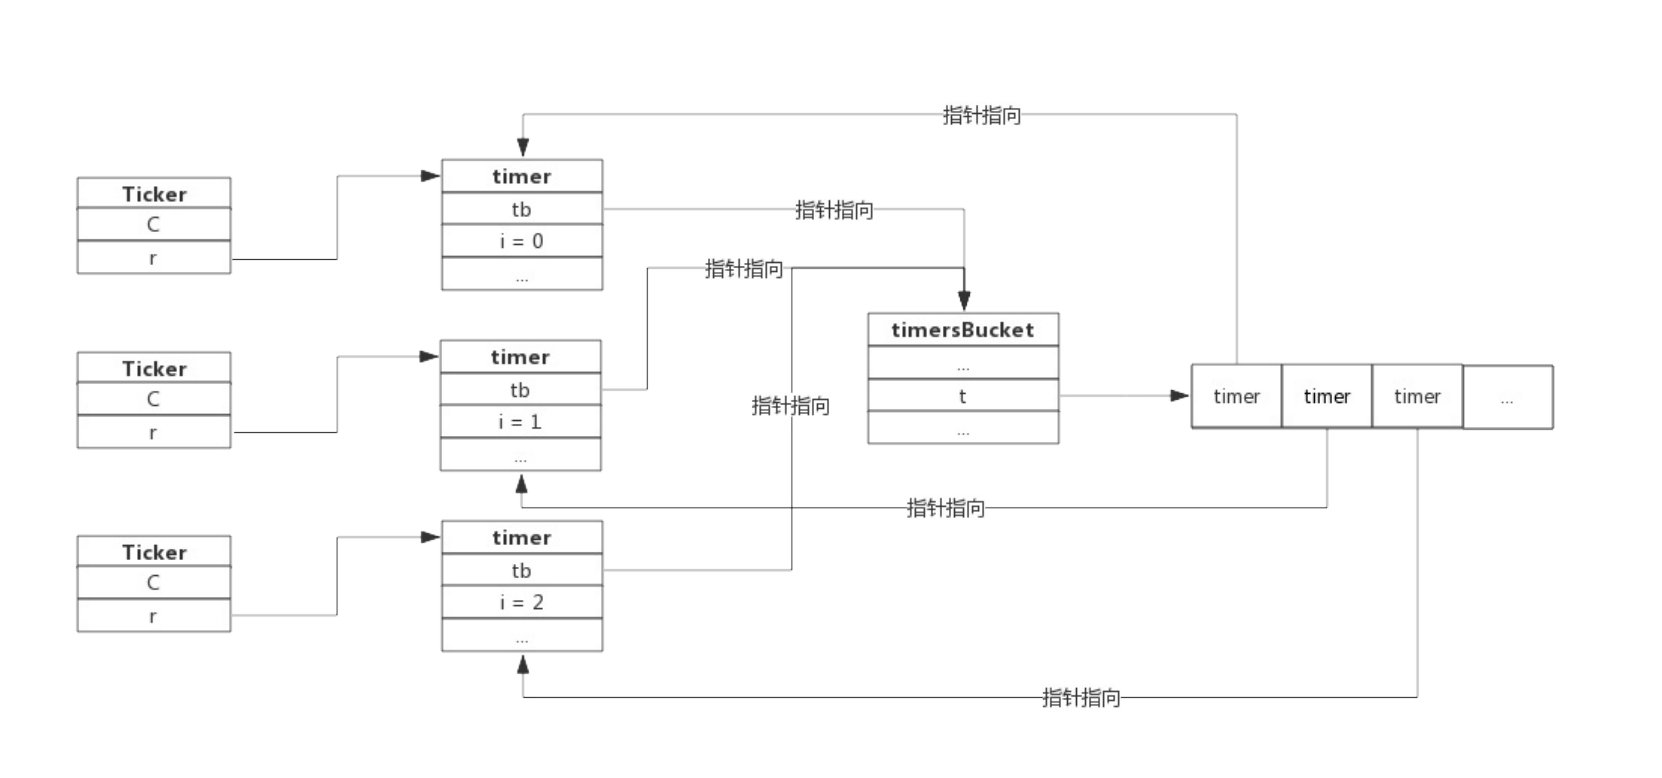 指针指向
Ticker
C
r
timer
tb
i = 0
...
指针指向
指针指向
Ticker
C
r
timer
tb
i = 1
...
指针指向
timersBucket
...
t
...
timer
timer
timer
...
指针指向
Ticker
C
r
timer
tb
i = 2
...
指针指向